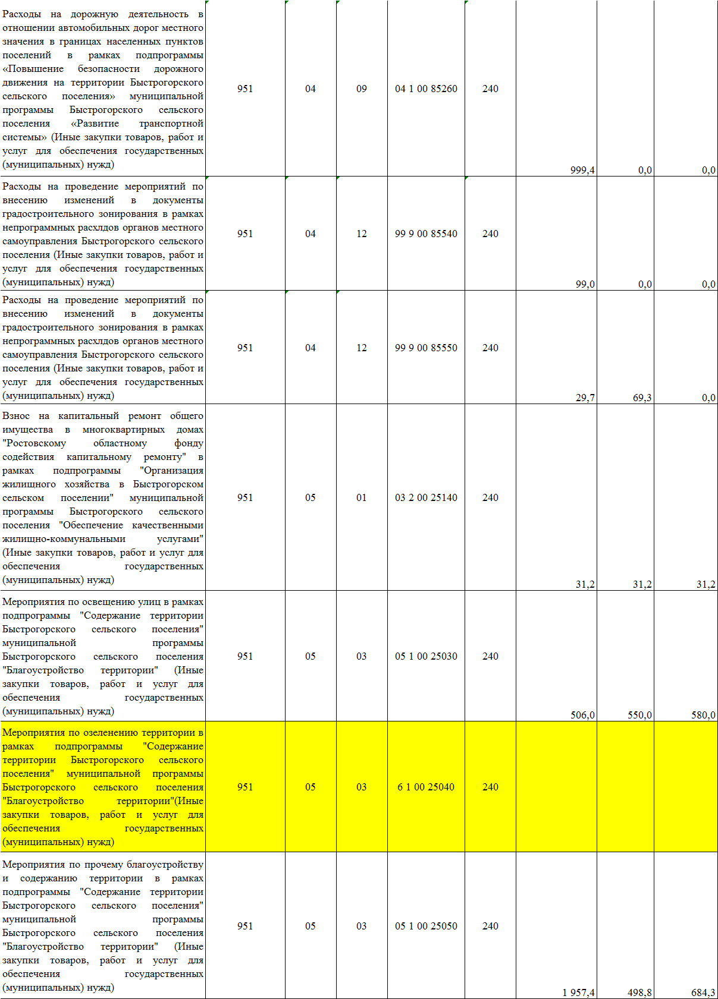 Расходы на дорожную деятельность в
отношении автомобильных дорог местного
значения в границах населенных пунктов
поселений в рамках подпрограммы
«Повышение безопасности дорожного
движения на территории Быстрогорского
сельского поселения» муниципальной
программы Быстрогорского сельского
поселения «Развитие транспортной
системы» (Иные закупки товаров, работ и
услуг для обеспечения государственных
(муниципальных) нужд)
951 04 09 04 1 00 85260 240
999,4 0,0 0,0
Расходы на проведение мероприятий по
внесению изменений в документы
градостроительного зонирования в рамках
непрограммных расхлдов органов местного
самоуправления Быстрогорского сельского
поселения (Иные закупки товаров, работ и
услуг для обеспечения государственных
(муниципальных) нужд)
951 04 12 99 9 00 85540 240
99,0 0,0 0,0
Расходы на проведение мероприятий по
внесению изменений в документы
градостроительного зонирования в рамках
непрограммных расхлдов органов местного
самоуправления Быстрогорского сельского
поселения (Иные закупки товаров, работ и
услуг для обеспечения государственных
(муниципальных) нужд)
951 04 12 99 9 00 85550 240
29,7 69,3 0,0
Взнос на капитальный ремонт общего
имущества в многоквартирных домах
"Ростовскому областному фонду
содействия капитальному ремонту" в
рамках подпрограммы "Организация
жилищного хозяйства в Быстрогорском
сельском поселении" муниципальной
программы Быстрогорского сельского
поселения "Обеспечение качественными
жилищно-коммунальными услугами"
(Иные закупки товаров, работ и услуг для
обеспечения государственных
(муниципальных) нужд)
951 05 01 03 2 00 25140 240
31,2 31,2 31,2
Мероприятия по освещению улиц в рамках
подпрограммы "Содержание территории
Быстрогорского сельского поселения"
муниципальной программы
Быстрогорского сельского поселения
"Благоустройство территории" (Иные
закупки товаров, работ и услуг для
обеспечения государственных
(муниципальных) нужд)
951 05 03 05 1 00 25030 240
506,0 550,0 580,0
Мероприятия по озеленению территории в
рамках подпрограммы "Содержание
территории Быстрогорского сельского
поселения" муниципальной программы
Быстрогорского сельского поселения
"Благоустройство территории"(Иные
закупки товаров, работ и услуг для
обеспечения государственных
(муниципальных) нужд)
951 05 03 6 1 00 25040 240
Мероприятия по прочему благоустройству
и содержанию территории в рамках
подпрограммы "Содержание территории
Быстрогорского сельского поселения"
муниципальной программы
Быстрогорского сельского поселения
"Благоустройство территории" (Иные
закупки товаров, работ и услуг для
обеспечения государственных
(муниципальных) нужд)
951 05 03 05 1 00 25050 240
1 957,4 498,8 684,3